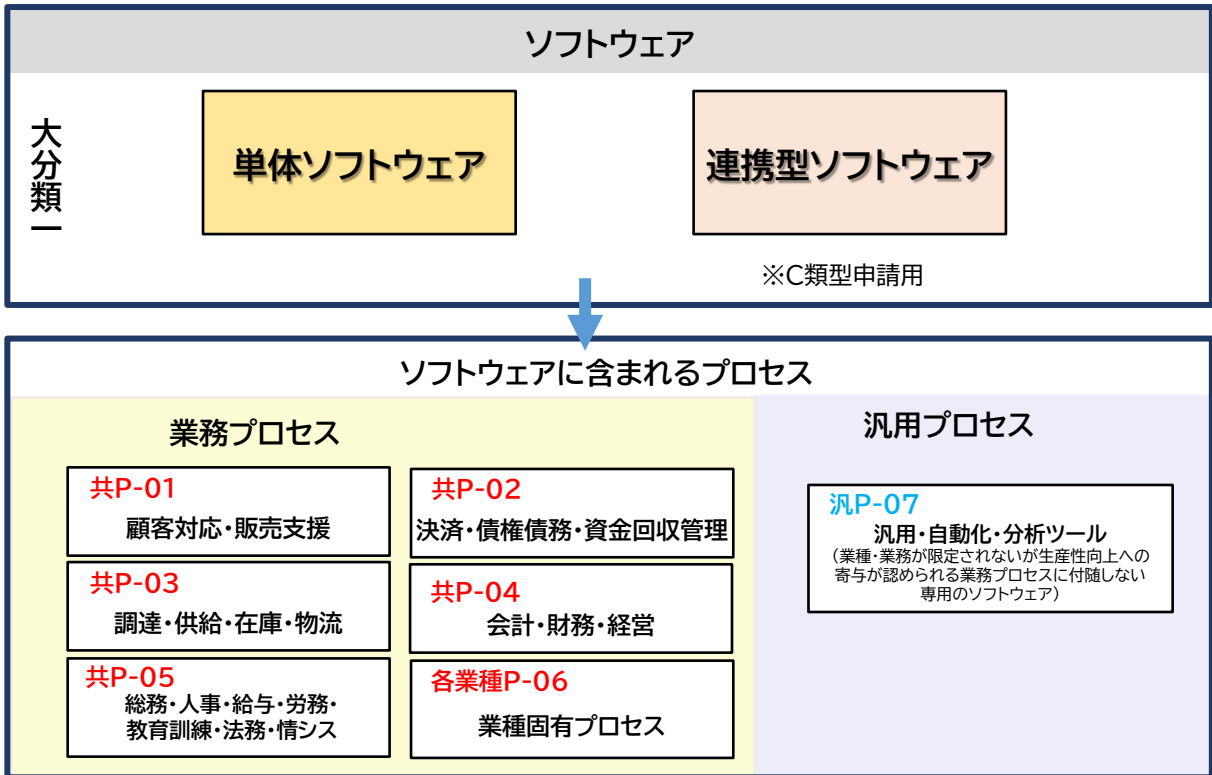 ソフトウェア
大分類一
単体ソフトウェア
連携型ソフトウェア
※C類型申請用
ソフトウェアに含まれるプロセス
業務プロセス
共P-01
顧客対応・販売支援
共P-02
決済・債権債務・資金回収管理
共P-03
調達・供給・在庫・物流
共P-04
会計・財務・経営
共P-05
総務・人事・給与・労務・
教育訓練・法務・情シス
各業種P-06
業種固有プロセス
汎用プロセス
汎P-07
汎用・自動化・分析ツール
（業種・業務が限定されないが生産性向上への
寄与が認められる業務プロセスに付随しない
専用のソフトウェア）